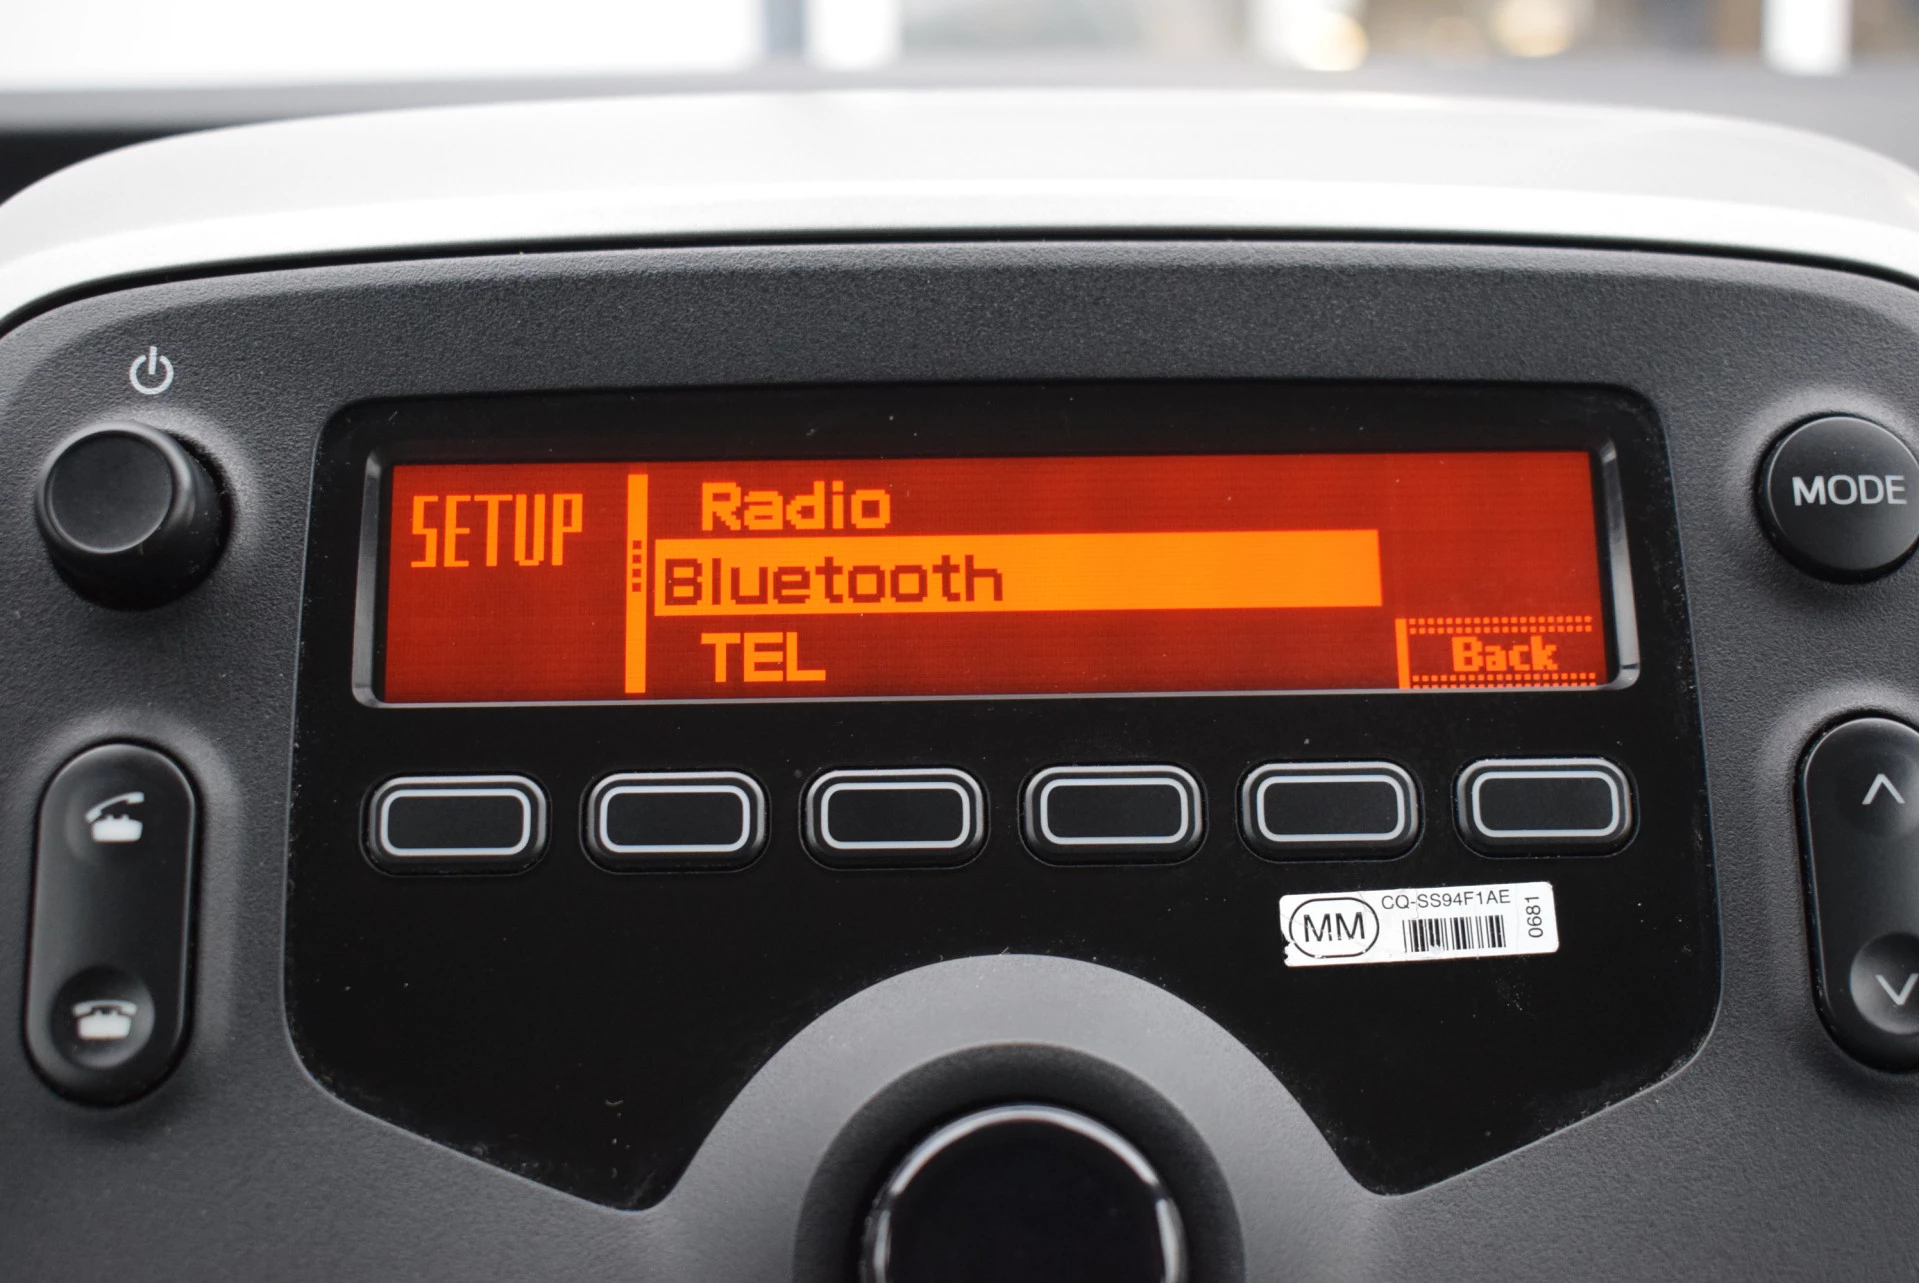 SETUP
Radio
Bluetooth
TEL
Back
MODE
MM
CQ-SS94F1AE
0681